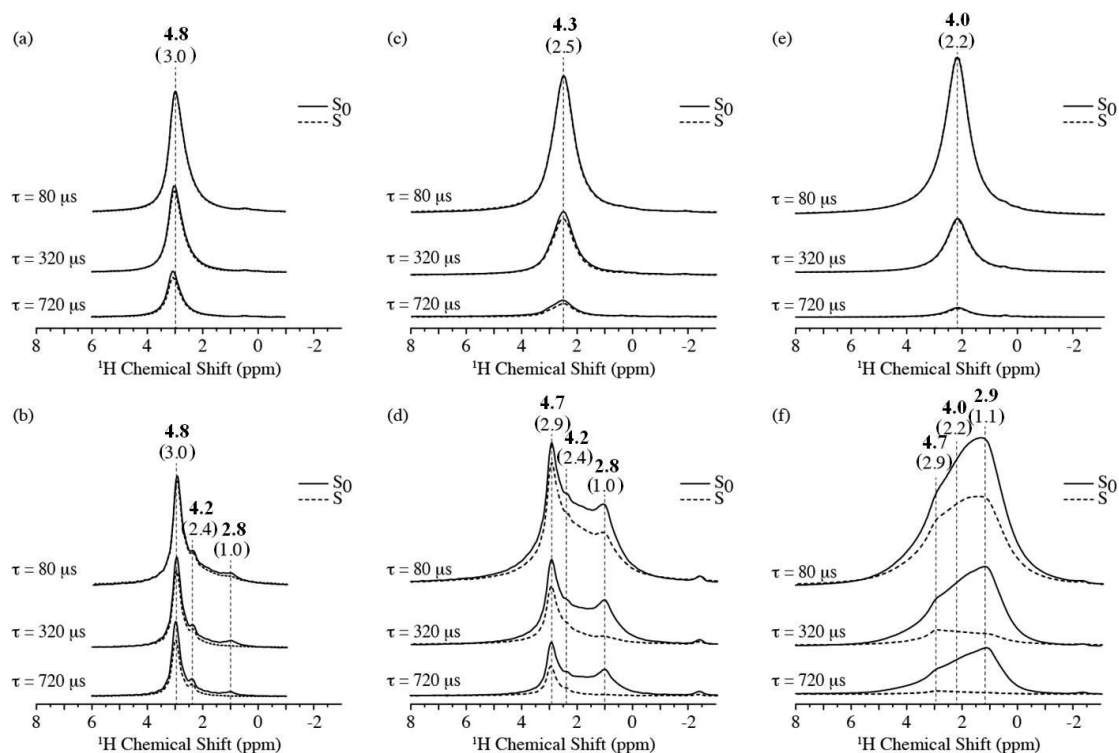 (a)
4.8
(3.0)
S0
S
τ = 80 μs
τ = 320 μs
τ = 720 μs
8 6 4 2 0 -2
1H Chemical Shift (ppm)
(c)
4.3
(2.5)
S0
S
τ = 80 μs
τ = 320 μs
τ = 720 μs
8 6 4 2 0 -2
1H Chemical Shift (ppm)
(e)
4.0
(2.2)
S0
S
τ = 80 μs
τ = 320 μs
τ = 720 μs
8 6 4 2 0 -2
1H Chemical Shift (ppm)
(b)
4.8
(3.0)
4.2
(2.4)
2.8
(1.0)
S0
S
τ = 80 μs
τ = 320 μs
τ = 720 μs
8 6 4 2 0 -2
1H Chemical Shift (ppm)
(d)
4.7
(2.9)
4.2
(2.4)
2.8
(1.0)
S0
S
τ = 80 μs
τ = 320 μs
τ = 720 μs
8 6 4 2 0 -2
1H Chemical Shift (ppm)
(f)
4.7
(2.9)
4.0
(2.2)
2.9
(1.1)
S0
S
τ = 80 μs
τ = 320 μs
τ = 720 μs
8 6 4 2 0 -2
1H Chemical Shift (ppm)